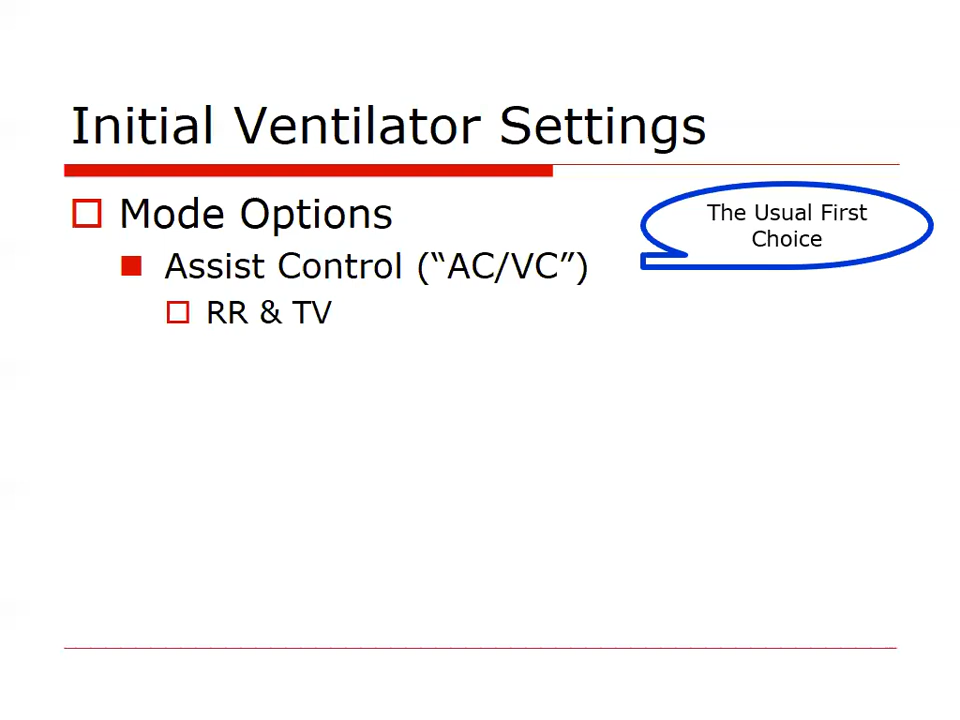 Initial Ventilator Settings
Mode Options
Assist Control (“AC/VC”)
RR & TV
The Usual First
Choice